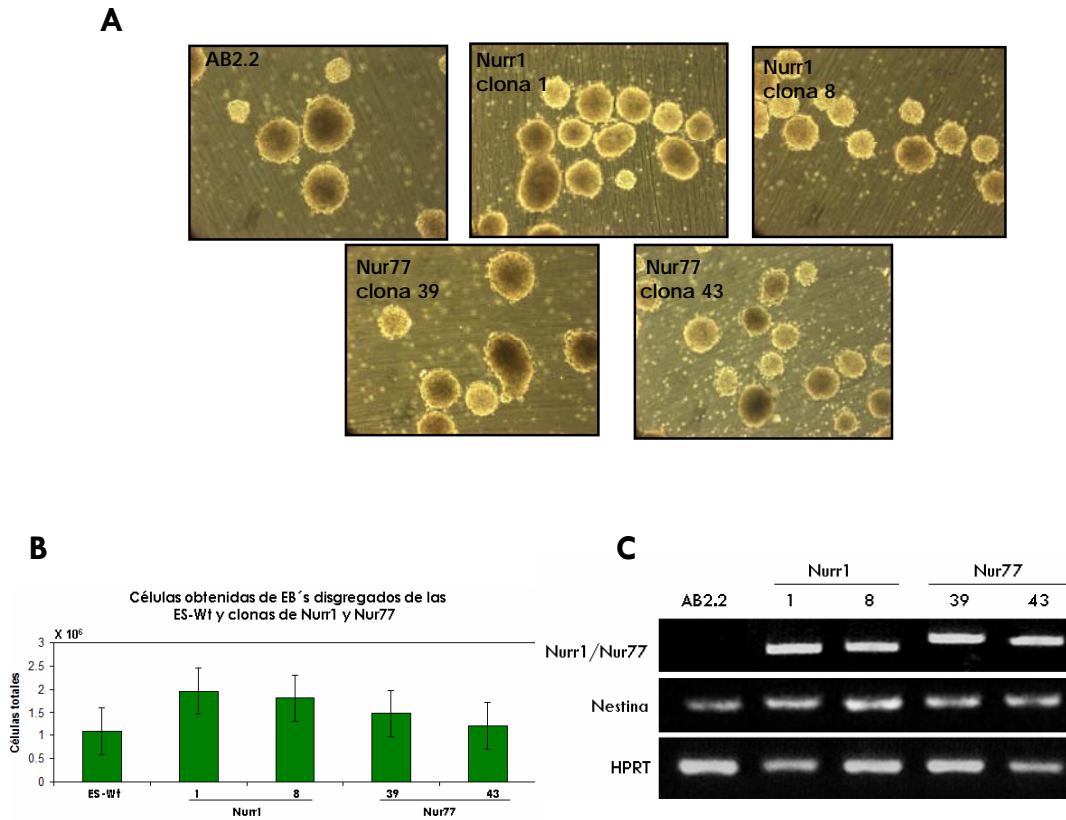 A
AB2.2
Nurr1
clona 1
Nurr1
clona 8
Nur77
clona 39
Nur77
clona 43
B
Células obtenidas de EB´s disgregados de las
ES-Wt y clonas de Nurr1 y Nur77
X 10⁶
Células totales
3
2.5
2
1.5
1
0.5
0
ES-Wt
1
8
39
43
Nurr1
Nur77
C
Nurr1
Nur77
AB2.2
1
8
39
43
Nurr1/Nur77
Nestina
HPRT